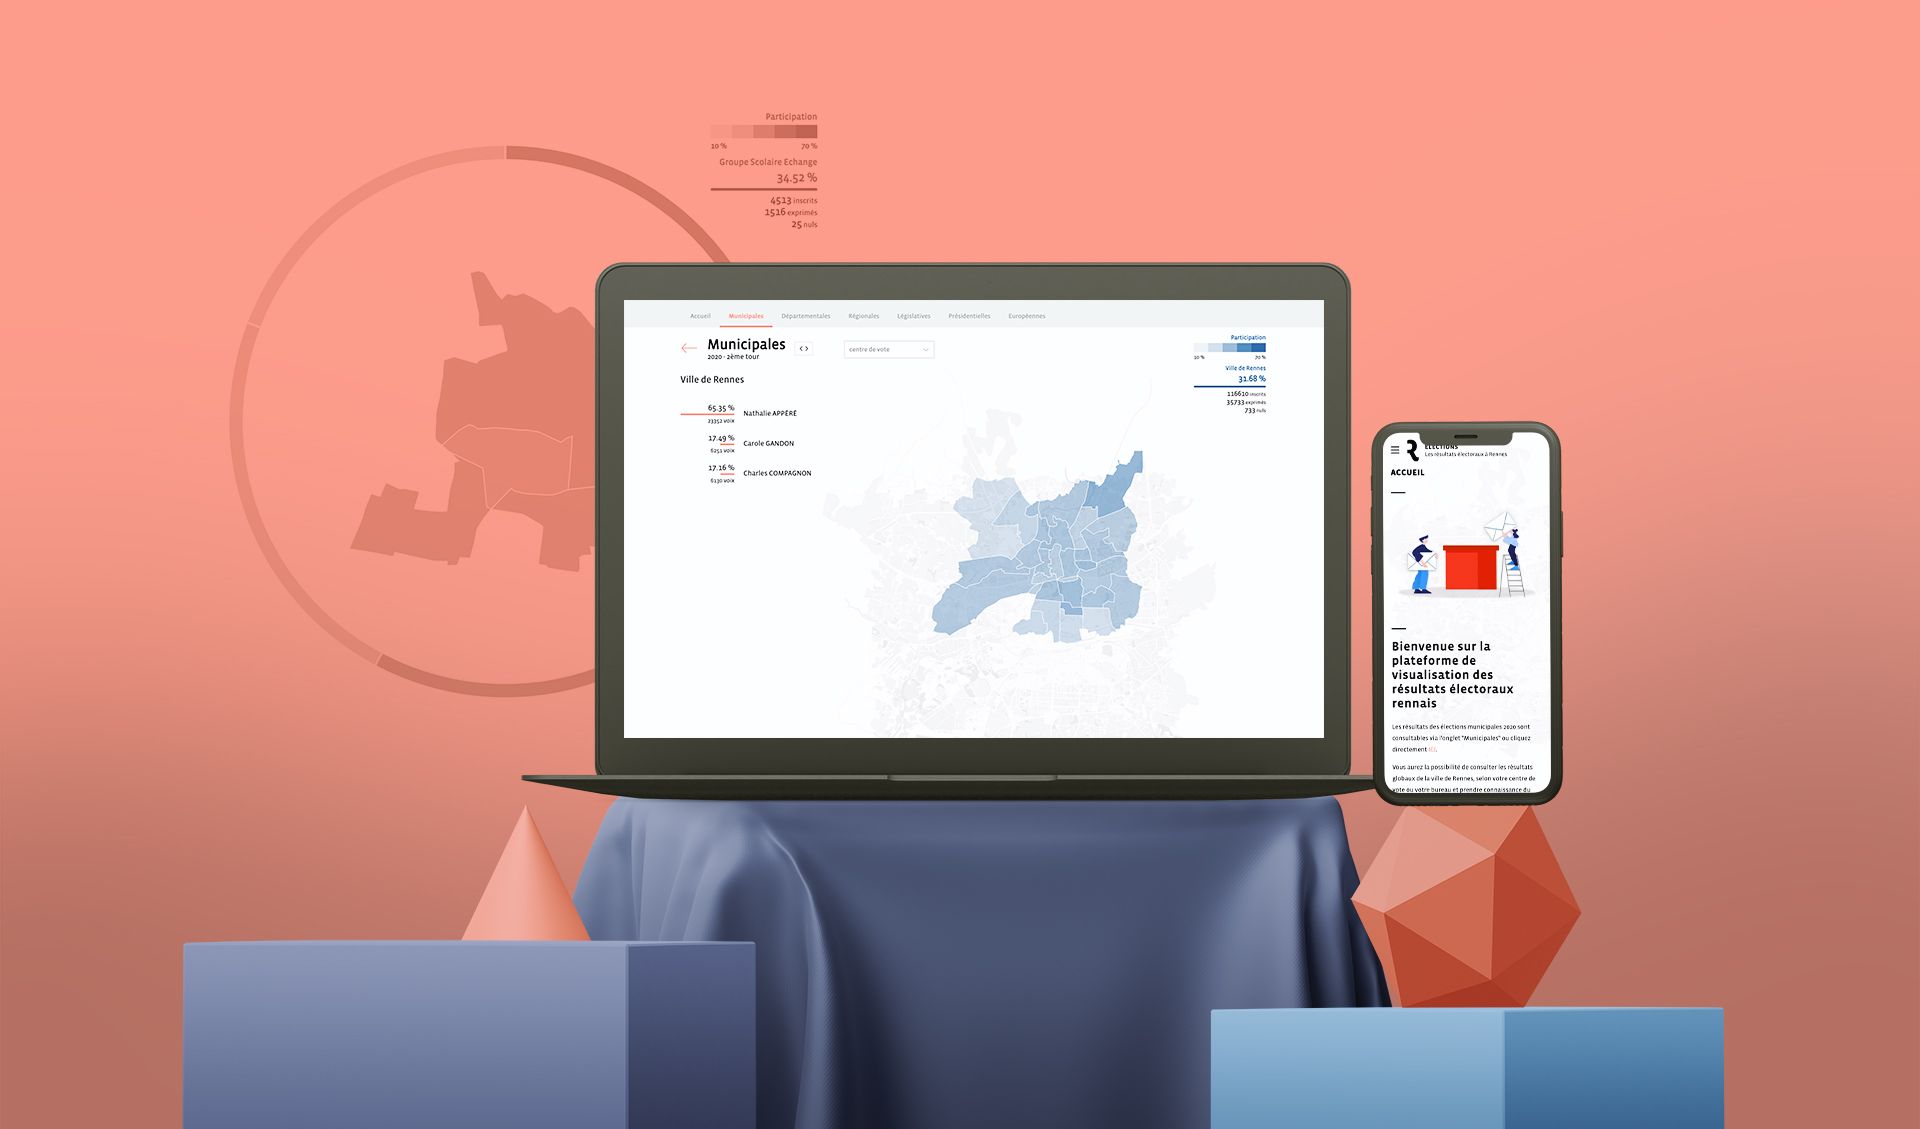 Participation
10 % 70 %
Groupe Scolaire Echange
34.52 %
4513 inscrits
1516 exprimés
25 nuls
Accueil Municipales Départementales Régionales Législatives Présidentielles Européennes
Municipales
2020 - 2ème tour
< >
centre de vote
Ville de Rennes
65.35 % Nathalie APPÉRÉ
23352 voix
17.49 % Carole GANDON
6251 voix
17.16 % Charles COMPAGNON
6130 voix
Participation
10 % 70 %
Ville de Rennes
31.68 %
116610 inscrits
35733 exprimés
733 nuls
R
ELECTIONS
Les résultats électoraux à Rennes
ACCUEIL
Bienvenue sur la
plateforme de
visualisation des
résultats électoraux
rennais
Les résultats des élections municipales 2020 sont
consultables via l'onglet "Municipales" ou cliquez
directement ICI.
Vous aurez la possibilité de consulter les résultats
globaux de la ville de Rennes, selon votre centre de
vote ou votre bureau et prendre connaissance du